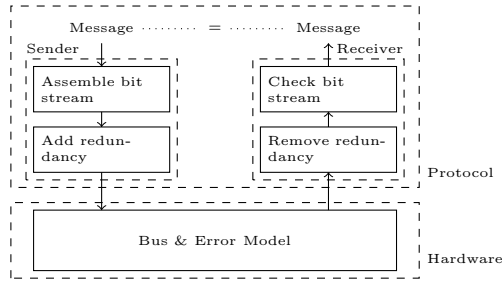 Message ......... = ......... Message
Sender
Receiver
Assemble bit
stream
Check bit
stream
Add redun-
dancy
Remove redun-
dancy
Protocol
Bus & Error Model
Hardware